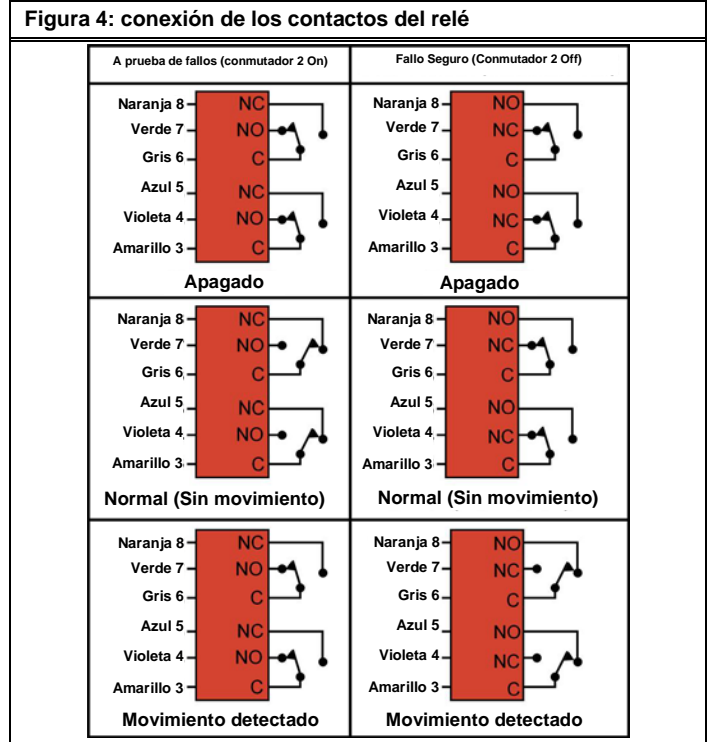 Figura 4: conexión de los contactos del relé
A prueba de fallos (conmutador 2 On)
Fallo Seguro (Conmutador 2 Off)
Naranja 8 NC
Verde 7 NO
Gris 6 C
Azul 5 NC
Violeta 4 NO
Amarillo 3 C
Apagado
Naranja 8 NO
Verde 7 NC
Gris 6 C
Azul 5 NO
Violeta 4 NC
Amarillo 3 C
Apagado
Naranja 8 NC
Verde 7 NO
Gris 6 C
Azul 5 NC
Violeta 4 NO
Amarillo 3 C
Normal (Sin movimiento)
Naranja 8 NO
Verde 7 NC
Gris 6 C
Azul 5 NO
Violeta 4 NC
Amarillo 3 C
Normal (Sin movimiento)
Naranja 8 NC
Verde 7 NO
Gris 6 C
Azul 5 NC
Violeta 4 NO
Amarillo 3 C
Movimiento detectado
Naranja 8 NO
Verde 7 NC
Gris 6 C
Azul 5 NO
Violeta 4 NC
Amarillo 3 C
Movimiento detectado